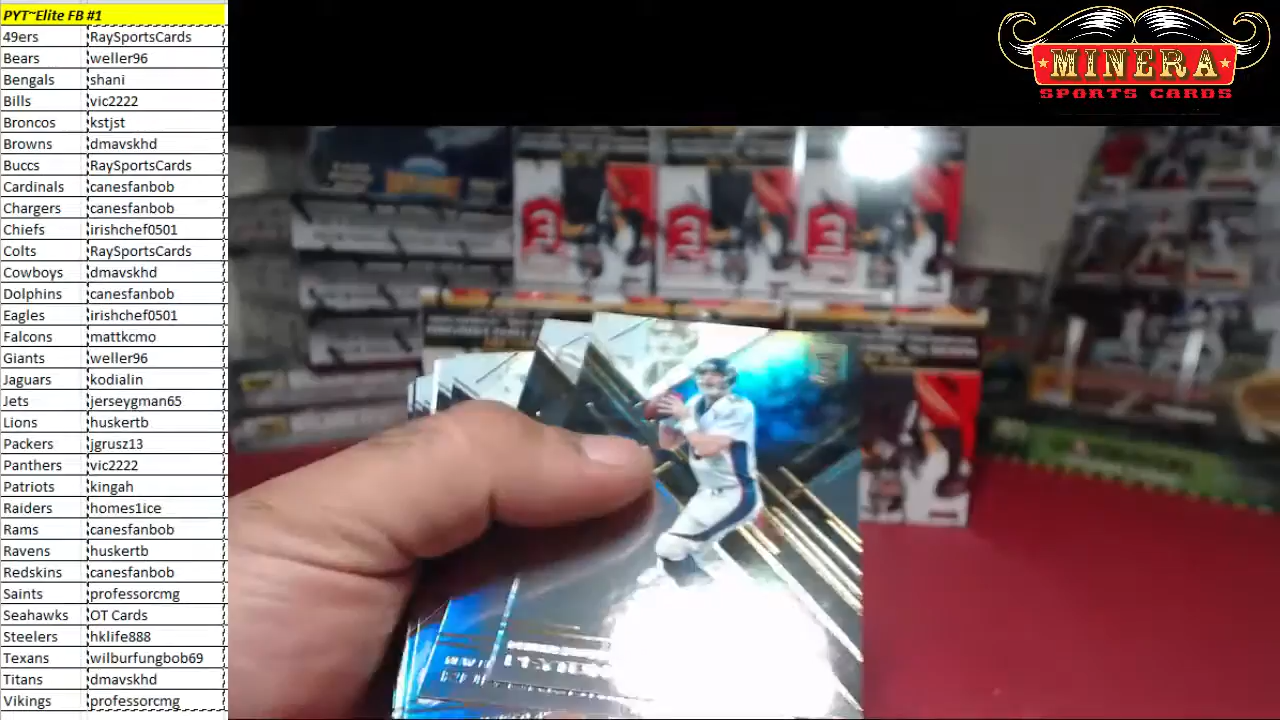 PYT~Elite FB #1
49ers RaySportsCards
Bears weller96
Bengals shani
Bills vic2222
Broncos kstjst
Browns dmavskhd
Buccs RaySportsCards
Cardinals canesfanbob
Chargers canesfanbob
Chiefs irishchef0501
Colts RaySportsCards
Cowboys dmavskhd
Dolphins canesfanbob
Eagles irishchef0501
Falcons mattkcmo
Giants weller96
Jaguars kodialin
Jets jerseygman65
Lions huskertb
Packers jgrusz13
Panthers vic2222
Patriots kingah
Raiders homes1ice
Rams canesfanbob
Ravens huskertb
Redskins canesfanbob
Saints professorcmg
Seahawks OT Cards
Steelers hklife888
Texans wilburfungbob69
Titans dmavskhd
Vikings professorcmg
MINERA
SPORTS CARDS